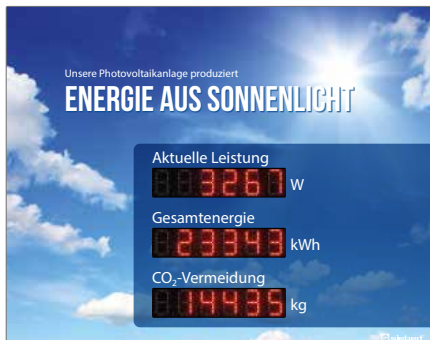 Unsere Photovoltaikanlage produziert
ENERGIE AUS SONNENLICHT
Aktuelle Leistung
3267 W
Gesamtenergie
23343 kWh
CO₂-Vermeidung
14435 kg